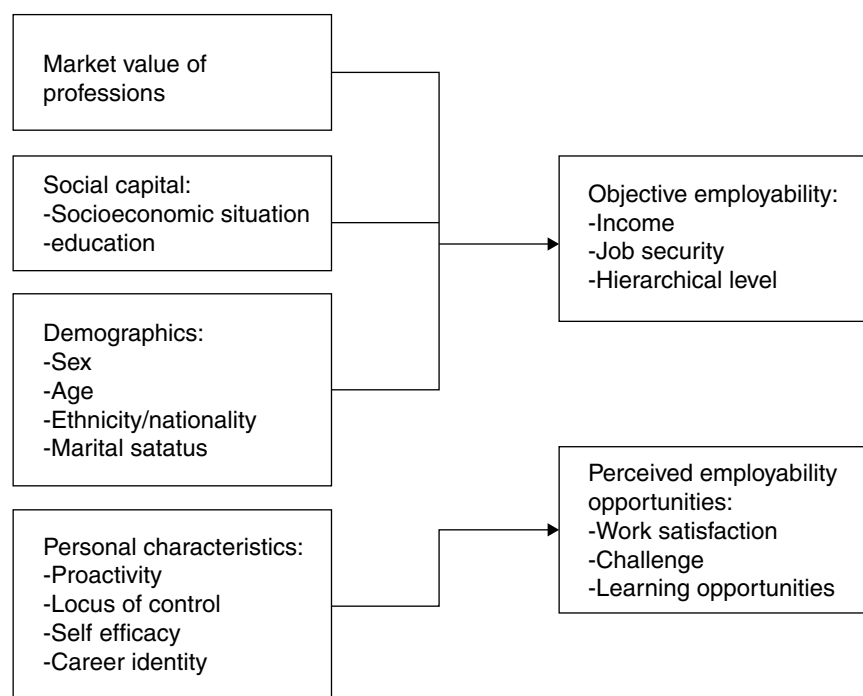 Market value of
professions
Social capital:
-Socioeconomic situation
-education
Demographics:
-Sex
-Age
-Ethnicity/nationality
-Marital satatus
Personal characteristics:
-Proactivity
-Locus of control
-Self efficacy
-Career identity
Objective employability:
-Income
-Job security
-Hierarchical level
Perceived employability
opportunities:
-Work satisfaction
-Challenge
-Learning opportunities